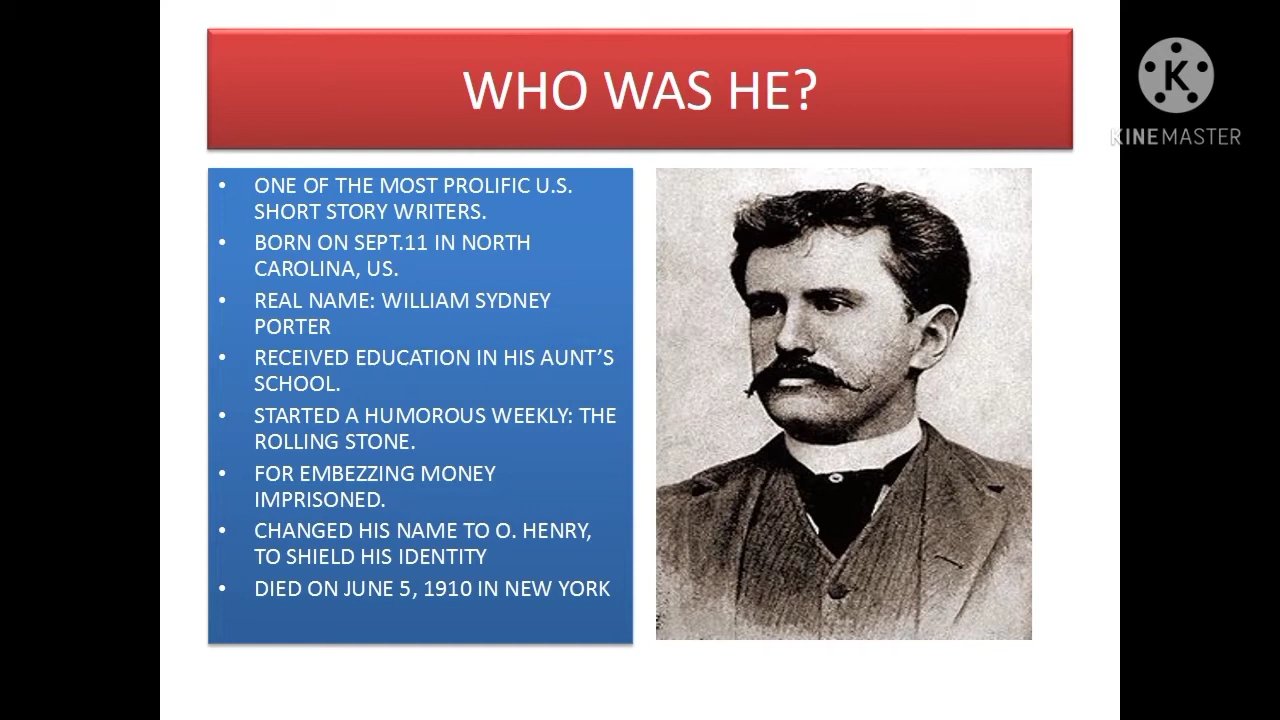 WHO WAS HE?
K
KINEMASTER
• ONE OF THE MOST PROLIFIC U.S.
SHORT STORY WRITERS.
• BORN ON SEPT.11 IN NORTH
CAROLINA, US.
• REAL NAME: WILLIAM SYDNEY
PORTER
• RECEIVED EDUCATION IN HIS AUNT’S
SCHOOL.
• STARTED A HUMOROUS WEEKLY: THE
ROLLING STONE.
• FOR EMBEZZING MONEY
IMPRISONED.
• CHANGED HIS NAME TO O. HENRY,
TO SHIELD HIS IDENTITY
• DIED ON JUNE 5, 1910 IN NEW YORK